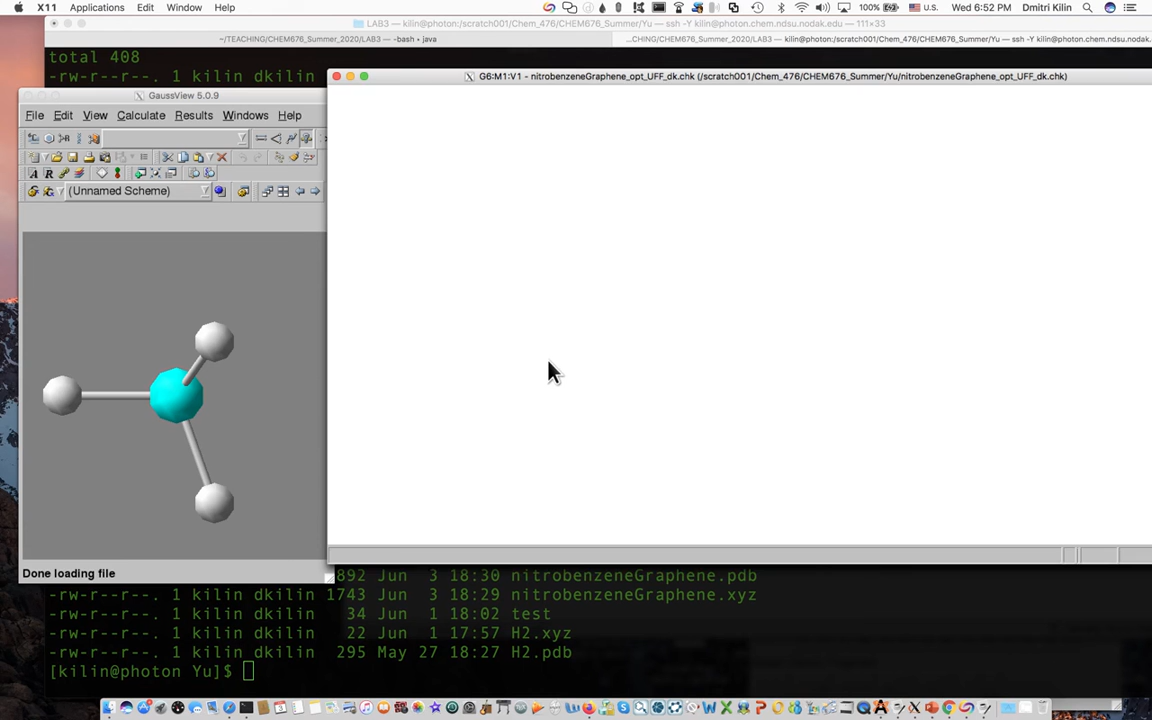 X11 Applications Edit Window Help 100% U.S. Wed 6:52 PM Dmitri Kilin
LAB3 — kilin@photon:/scratch001/Chem_476/CHEM676_Summer/Yu — ssh -Y kilin@photon.chem.ndsu.nodak.edu — 111×33
~/TEACHING/CHEM676_Summer_2020/LAB3 — -bash ‹ java
...CHING/CHEM676_Summer_2020/LAB3 — kilin@photon:/scratch001/Chem_476/CHEM676_Summer/Yu — ssh -Y kilin@photon.chem.ndsu.nodak.edu
total 408
-rw-r--r--. 1 kilin dkilin
G6:M1:V1 - nitrobenzeneGraphene_opt_UFF_dk.chk (/scratch001/Chem_476/CHEM676_Summer/Yu/nitrobenzeneGraphene_opt_UFF_dk.chk)
GaussView 5.0.9
File Edit View Calculate Results Windows Help
(Unnamed Scheme)
Done loading file
892 Jun 3 18:30 nitrobenzeneGraphene.pdb
-rw-r--r--. 1 kilin dkilin 1743 Jun 3 18:29 nitrobenzeneGraphene.xyz
-rw-r--r--. 1 kilin dkilin 34 Jun 1 18:02 test
-rw-r--r--. 1 kilin dkilin 22 Jun 1 17:57 H2.xyz
-rw-r--r--. 1 kilin dkilin 295 May 27 18:27 H2.pdb
[kilin@photon Yu]$